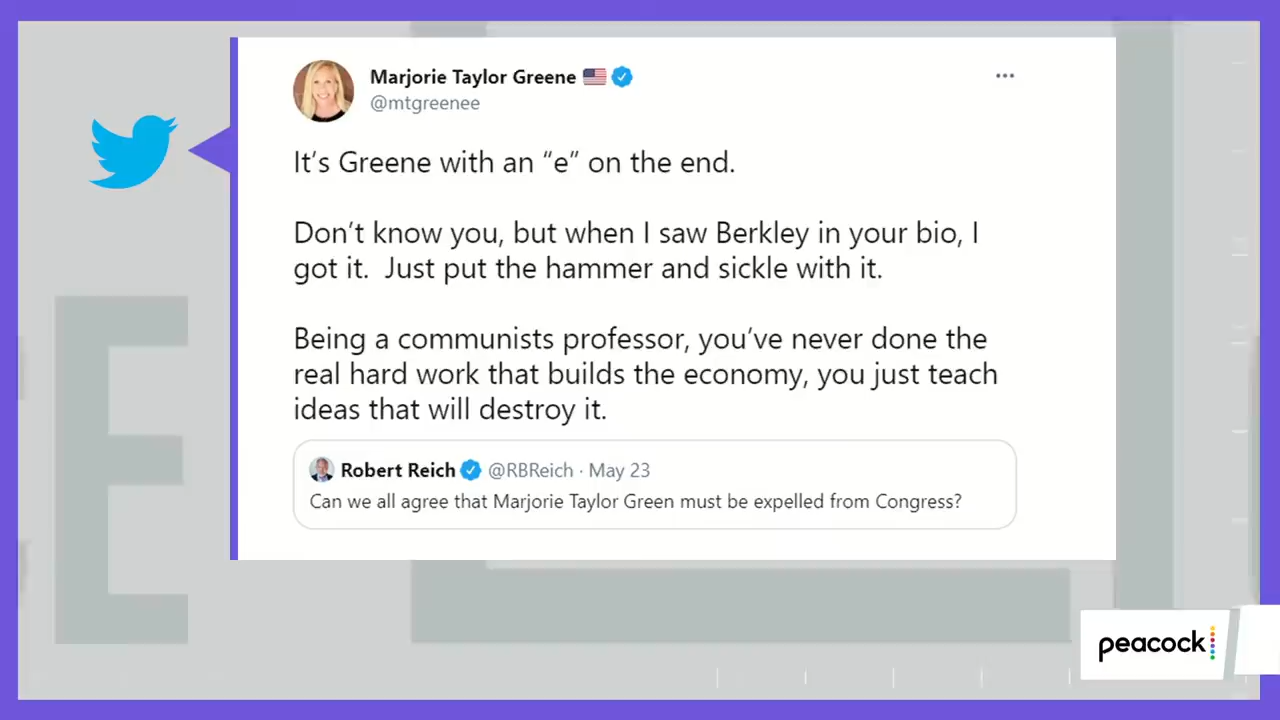 Marjorie Taylor Greene
@mtgreenee
It’s Greene with an “e” on the end.
Don’t know you, but when I saw Berkley in your bio, I
got it.  Just put the hammer and sickle with it.
Being a communists professor, you’ve never done the
real hard work that builds the economy, you just teach
ideas that will destroy it.
Robert Reich @RBReich · May 23
Can we all agree that Marjorie Taylor Green must be expelled from Congress?
E
peacock